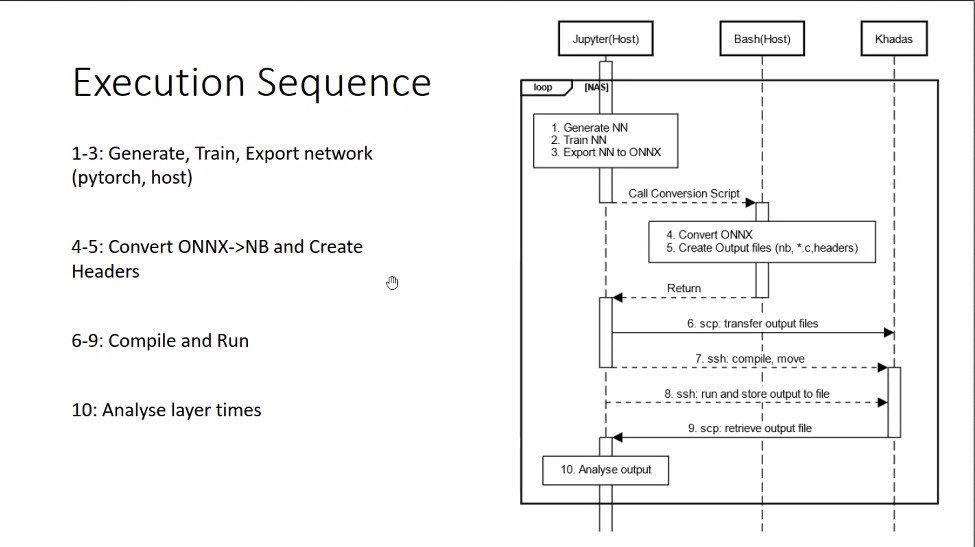 Execution Sequence
1-3: Generate, Train, Export network
(pytorch, host)
4-5: Convert ONNX->NB and Create
Headers
6-9: Compile and Run
10: Analyse layer times
Jupyter(Host)
Bash(Host)
Khadas
loop
[NAS]
1. Generate NN
2. Train NN
3. Export NN to ONNX
Call Conversion Script
4. Convert ONNX
5. Create Output files (nb, *.c,headers)
Return
6. scp: transfer output files
7. ssh: compile, move
8. ssh: run and store output to file
9. scp: retrieve output file
10. Analyse output